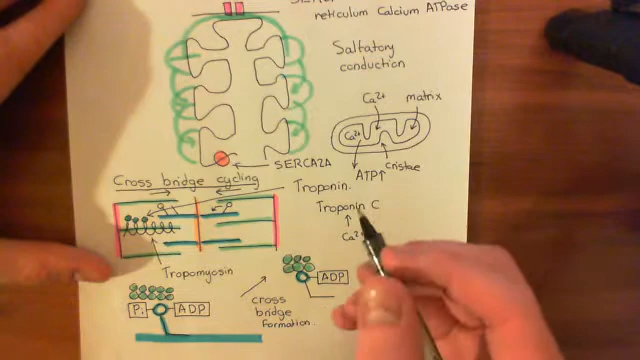 reticulum Calcium ATPase
Saltatory
conduction
Ca2+
matrix
Ca2+
cristae
ATP↑
SERCA2A
Cross bridge cycling
Troponin.
Troponin C
Ca2+
Tropomyosin
ADP
Pi
ADP
cross
bridge
formation.